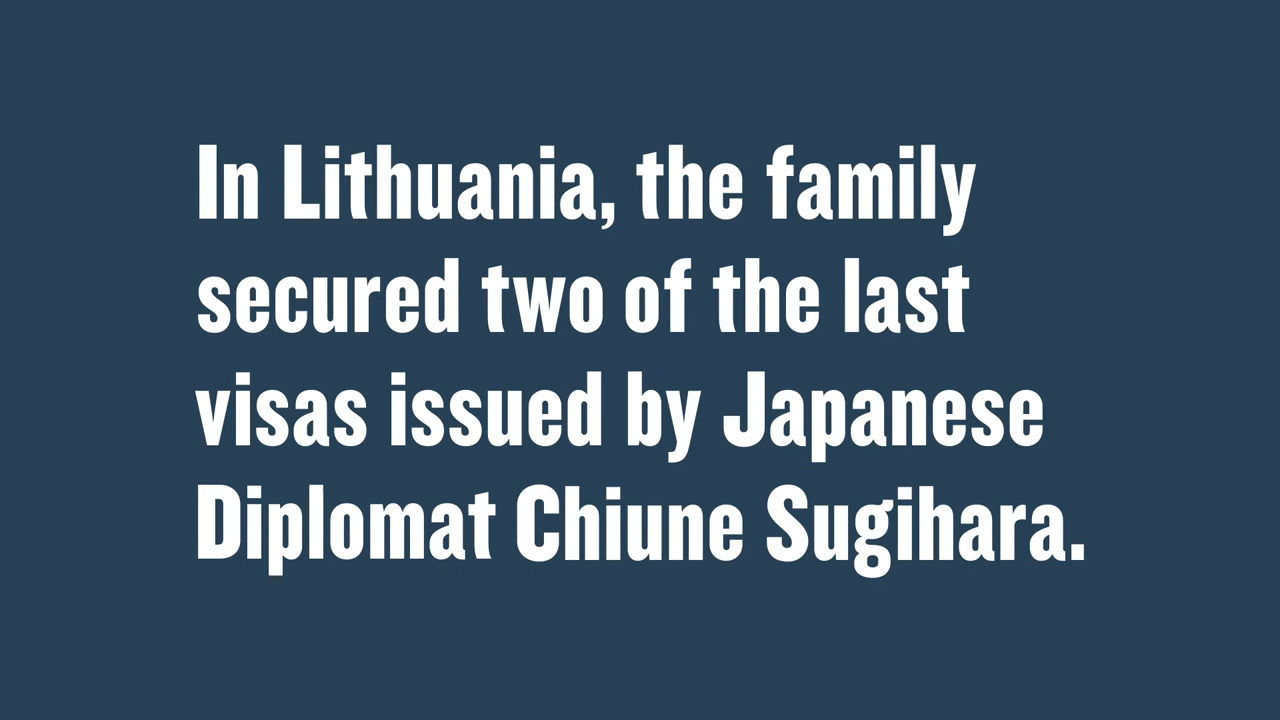 In Lithuania, the family
secured two of the last
visas issued by Japanese
Diplomat Chiune Sugihara.